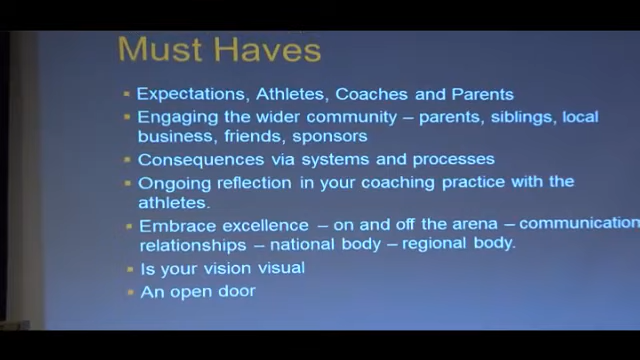 Must Haves
▪ Expectations, Athletes, Coaches and Parents
▪ Engaging the wider community – parents, siblings, local
business, friends, sponsors
▪ Consequences via systems and processes
▪ Ongoing reflection in your coaching practice with the
athletes.
▪ Embrace excellence – on and off the arena – communication
relationships – national body – regional body.
▪ Is your vision visual
▪ An open door